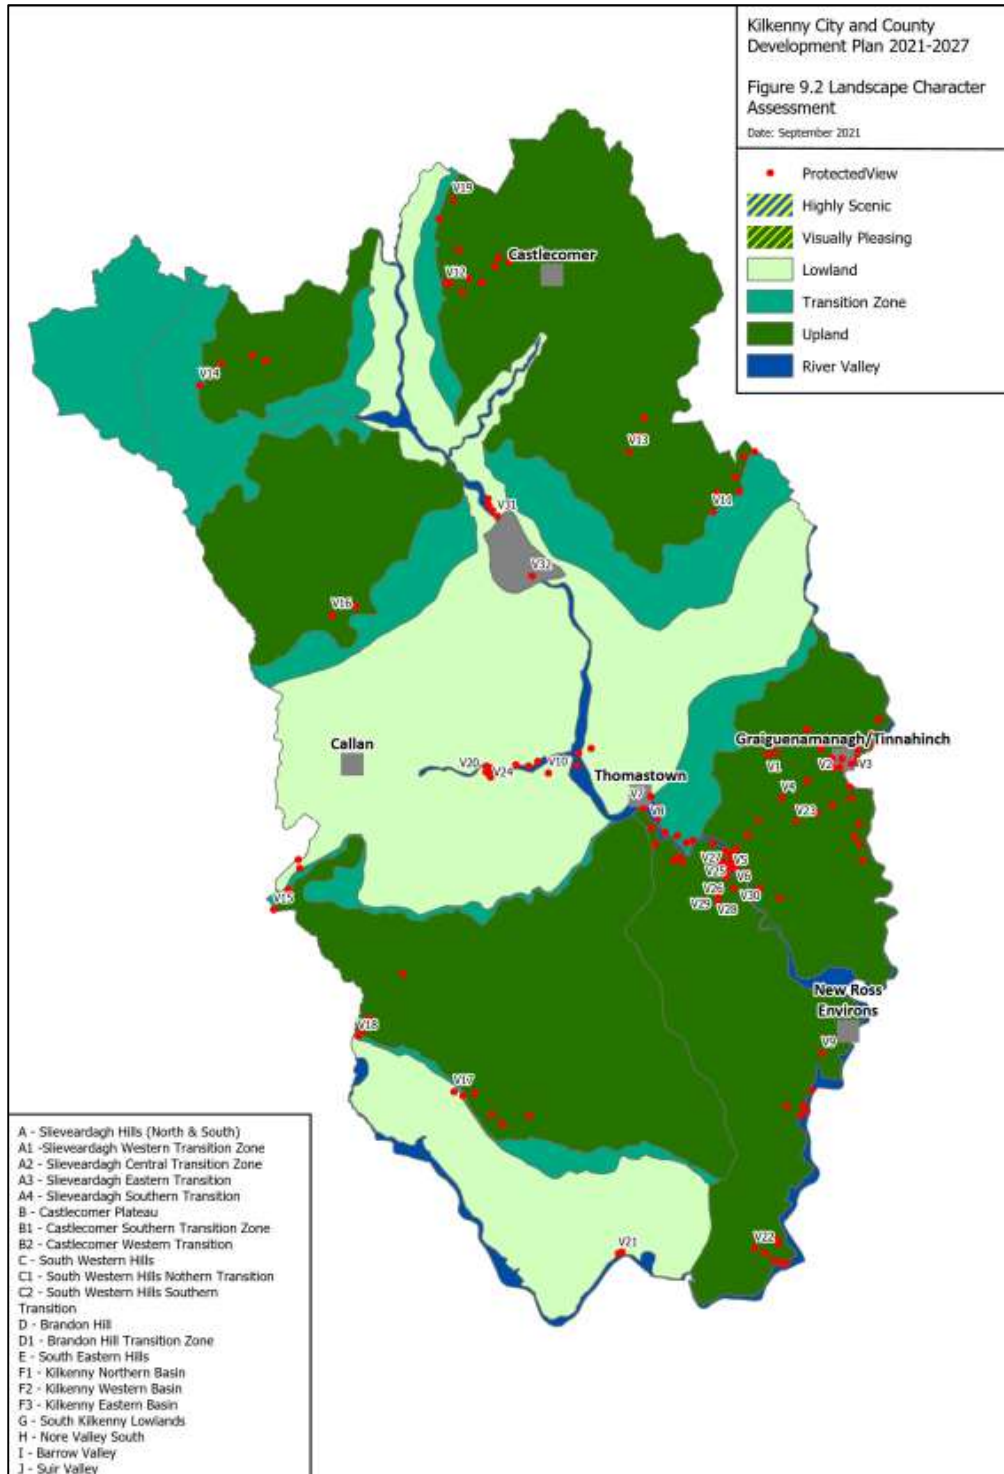 Kilkenny City and County
Development Plan 2021-2027
Figure 9.2 Landscape Character
Assessment
Date: September 2021
ProtectedView
Highly Scenic
Visually Pleasing
Lowland
Transition Zone
Upland
River Valley
V19
Castlecomer
V12
V14
V13
V11
V31
V32
V16
Graiguenamanagh/Tinnahinch
Callan
V1
V2
V3
V20
V24
V10
Thomastown
V7
V4
V8
V23
V27
V5
V25
V6
V26
V30
V29
V28
V15
New Ross
Environs
V18
V9
V17
V22
V21
A - Slieveardagh Hills (North & South)
A1 -Slieveardagh Western Transition Zone
A2 - Slieveardagh Central Transition Zone
A3 - Slieveardagh Eastern Transition
A4 - Slieveardagh Southern Transition
B - Castlecomer Plateau
B1 - Castlecomer Southern Transition Zone
B2 - Castlecomer Western Transition
C - South Western Hills
C1 - South Western Hills Nothern Transition
C2 - South Western Hills Southern
Transition
D - Brandon Hill
D1 - Brandon Hill Transition Zone
E - South Eastern Hills
F1 - Kilkenny Northern Basin
F2 - Kilkenny Western Basin
F3 - Kilkenny Eastern Basin
G - South Kilkenny Lowlands
H - Nore Valley South
I - Barrow Valley
J - Suir Valley